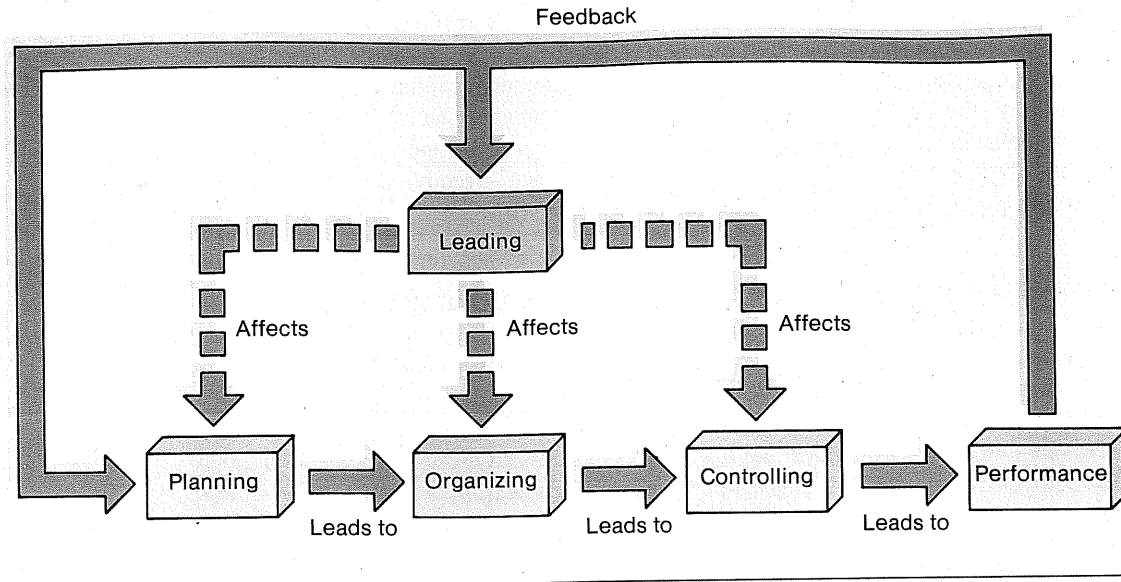 Feedback
Leading
Affects
Affects
Affects
Planning
Organizing
Controlling
Performance
Leads to
Leads to
Leads to